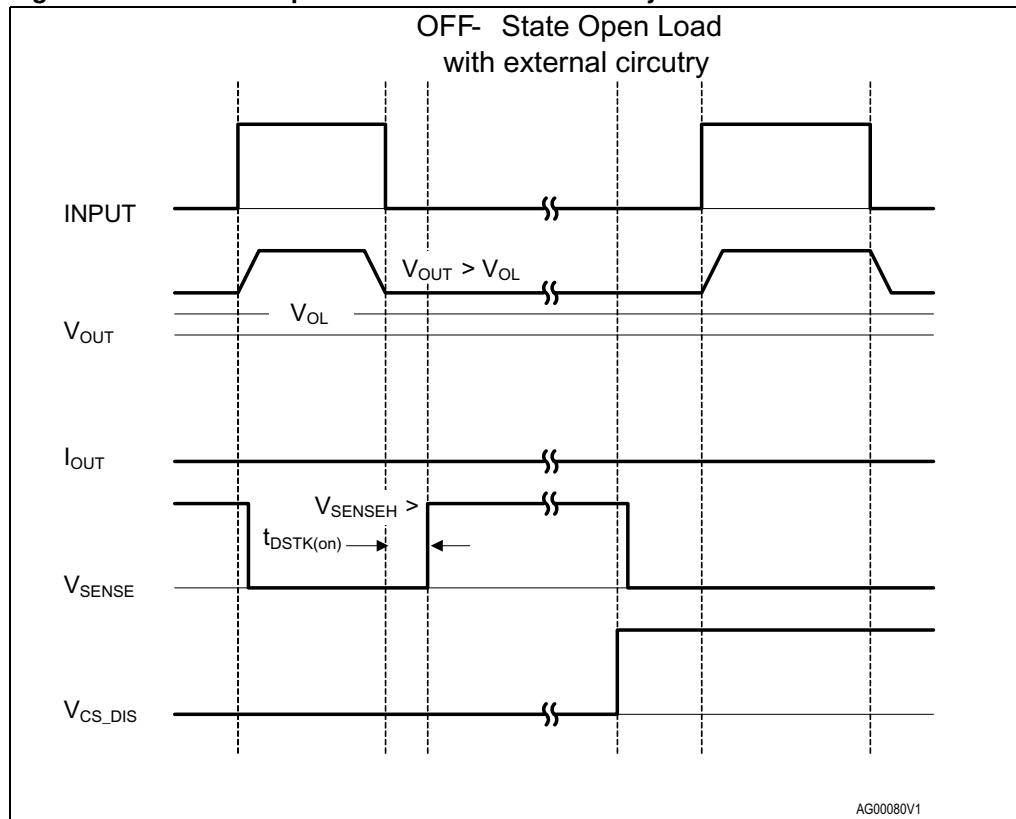 OFF- State Open Load
with external circutry
INPUT
V_OUT > V_OL
V_OL
V_OUT
I_OUT
V_SENSEH >
t_DSTK(on)
V_SENSE
V_CS_DIS
AG00080V1